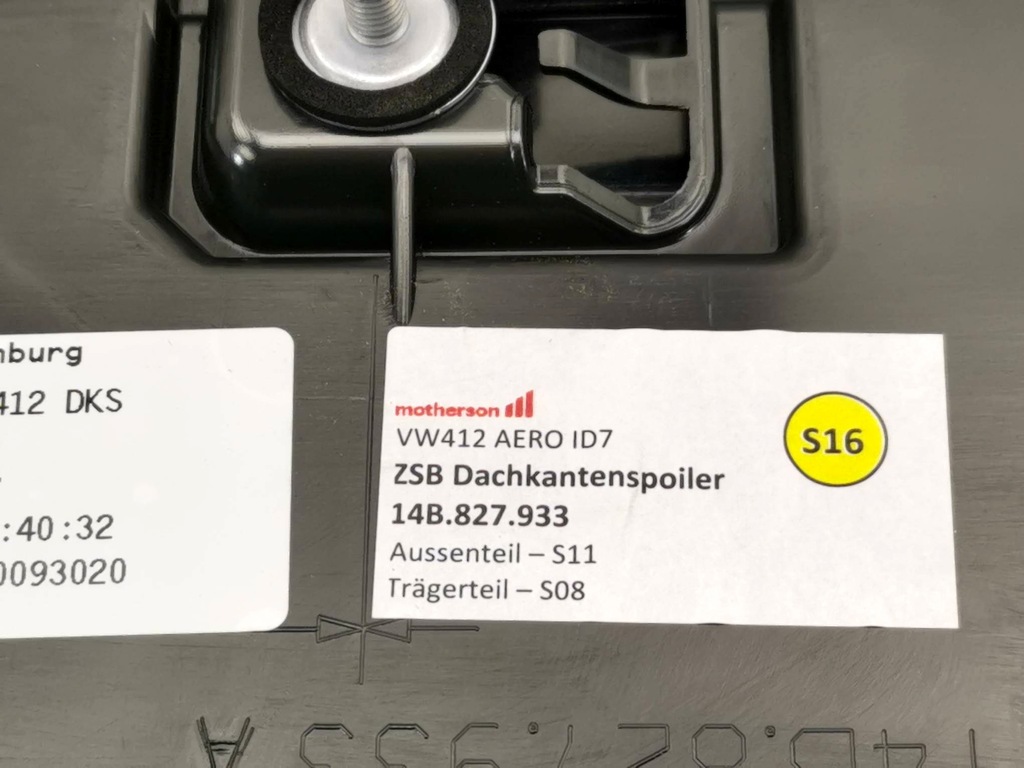 nburg
412 DKS
:40:32
0093020
motherson
VW412 AERO ID7
S16
ZSB Dachkantenspoiler
14B.827.933
Aussenteil – S11
Trägerteil – S08